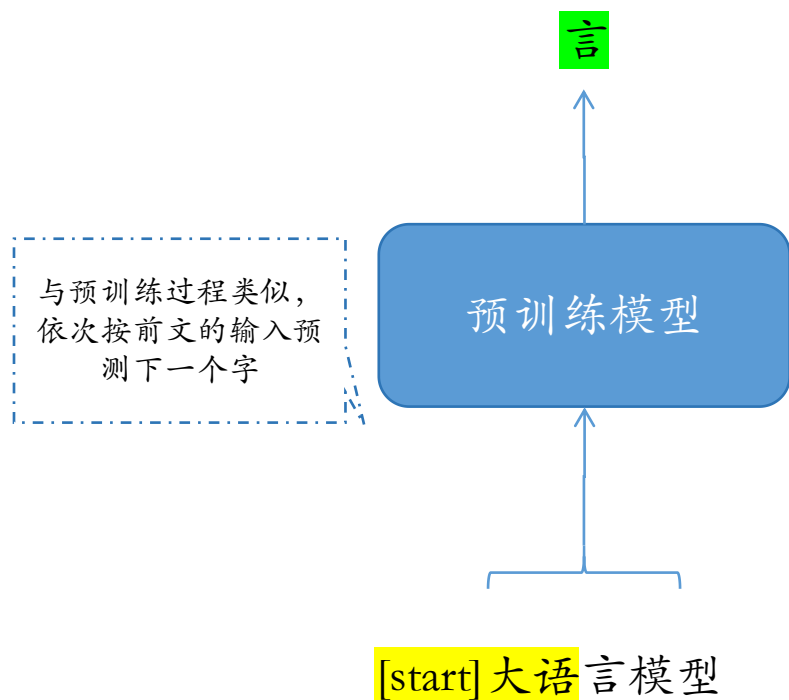 言
与预训练过程类似，
依次按前文的输入预
测下一个字
预训练模型
[start]大语言模型